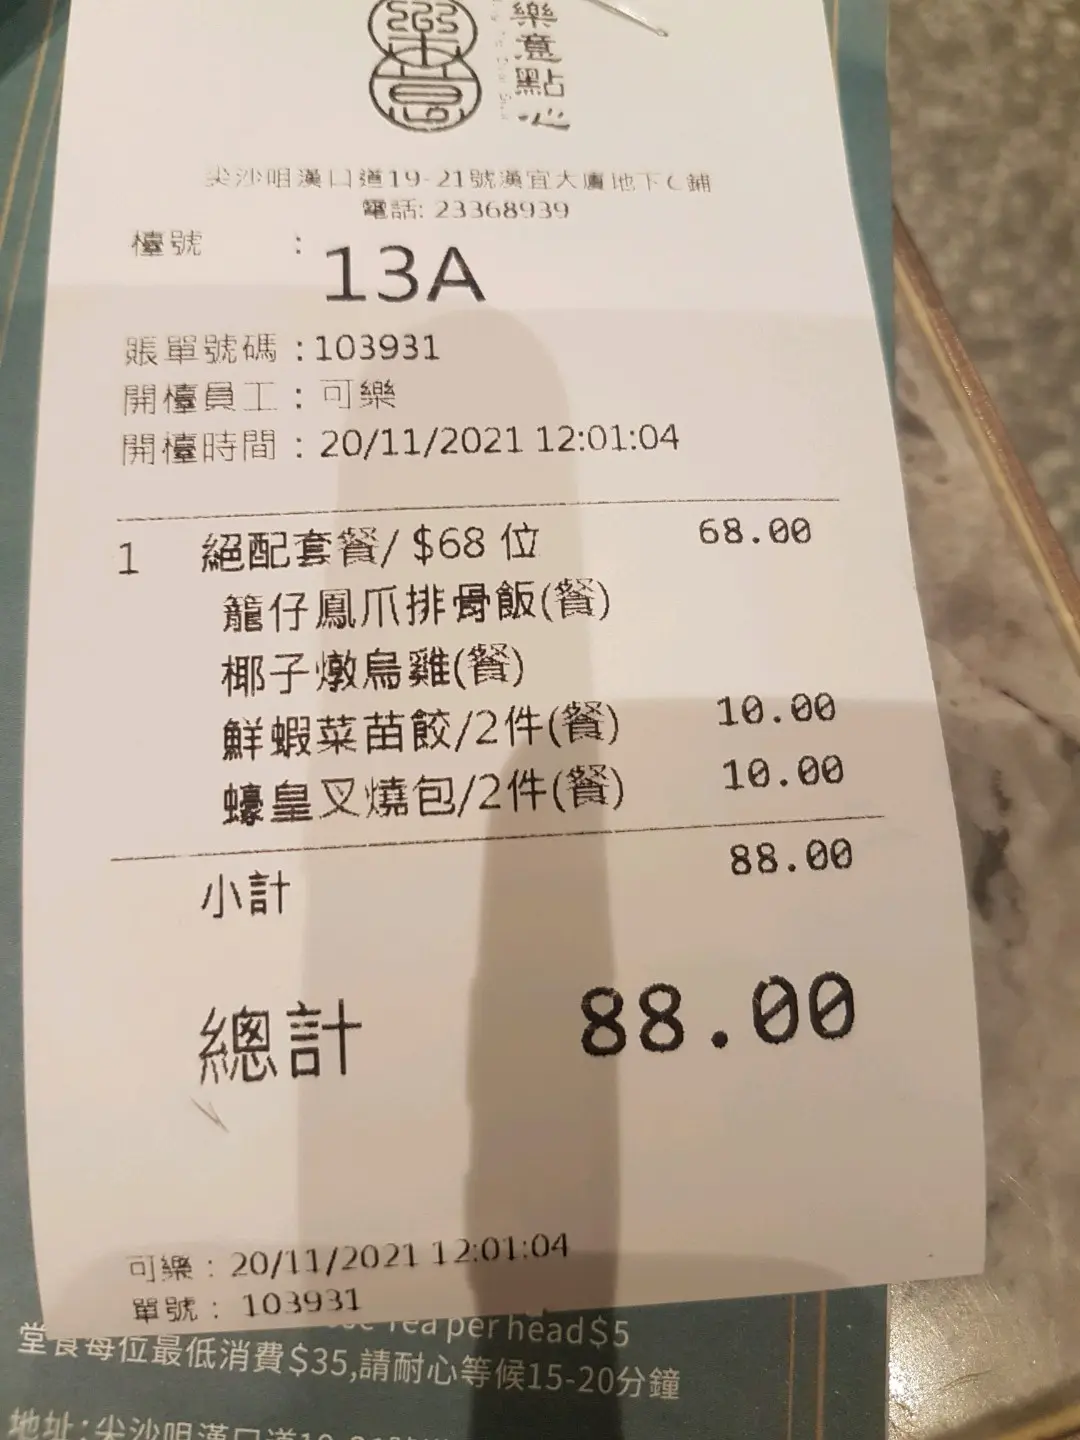 樂意點心
尖沙咀漢口道19-21號漢宜大廈地下C鋪
電話: 23368939
檯號 : 13A
賬單號碼 : 103931
開檯員工 : 可樂
開檯時間 : 20/11/2021 12:01:04
1 絕配套餐/ $68 位 68.00
籠仔鳳爪排骨飯(餐)
椰子燉烏雞(餐)
鮮蝦菜苗餃/2件(餐) 10.00
蠔皇叉燒包/2件(餐) 10.00
小計 88.00
總計 88.00
可樂 : 20/11/2021 12:01:04
單號 : 103931
Tea per head $5
堂食每位最低消費$35,請耐心等候15-20分鐘
地址:尖沙咀漢口道19-21號